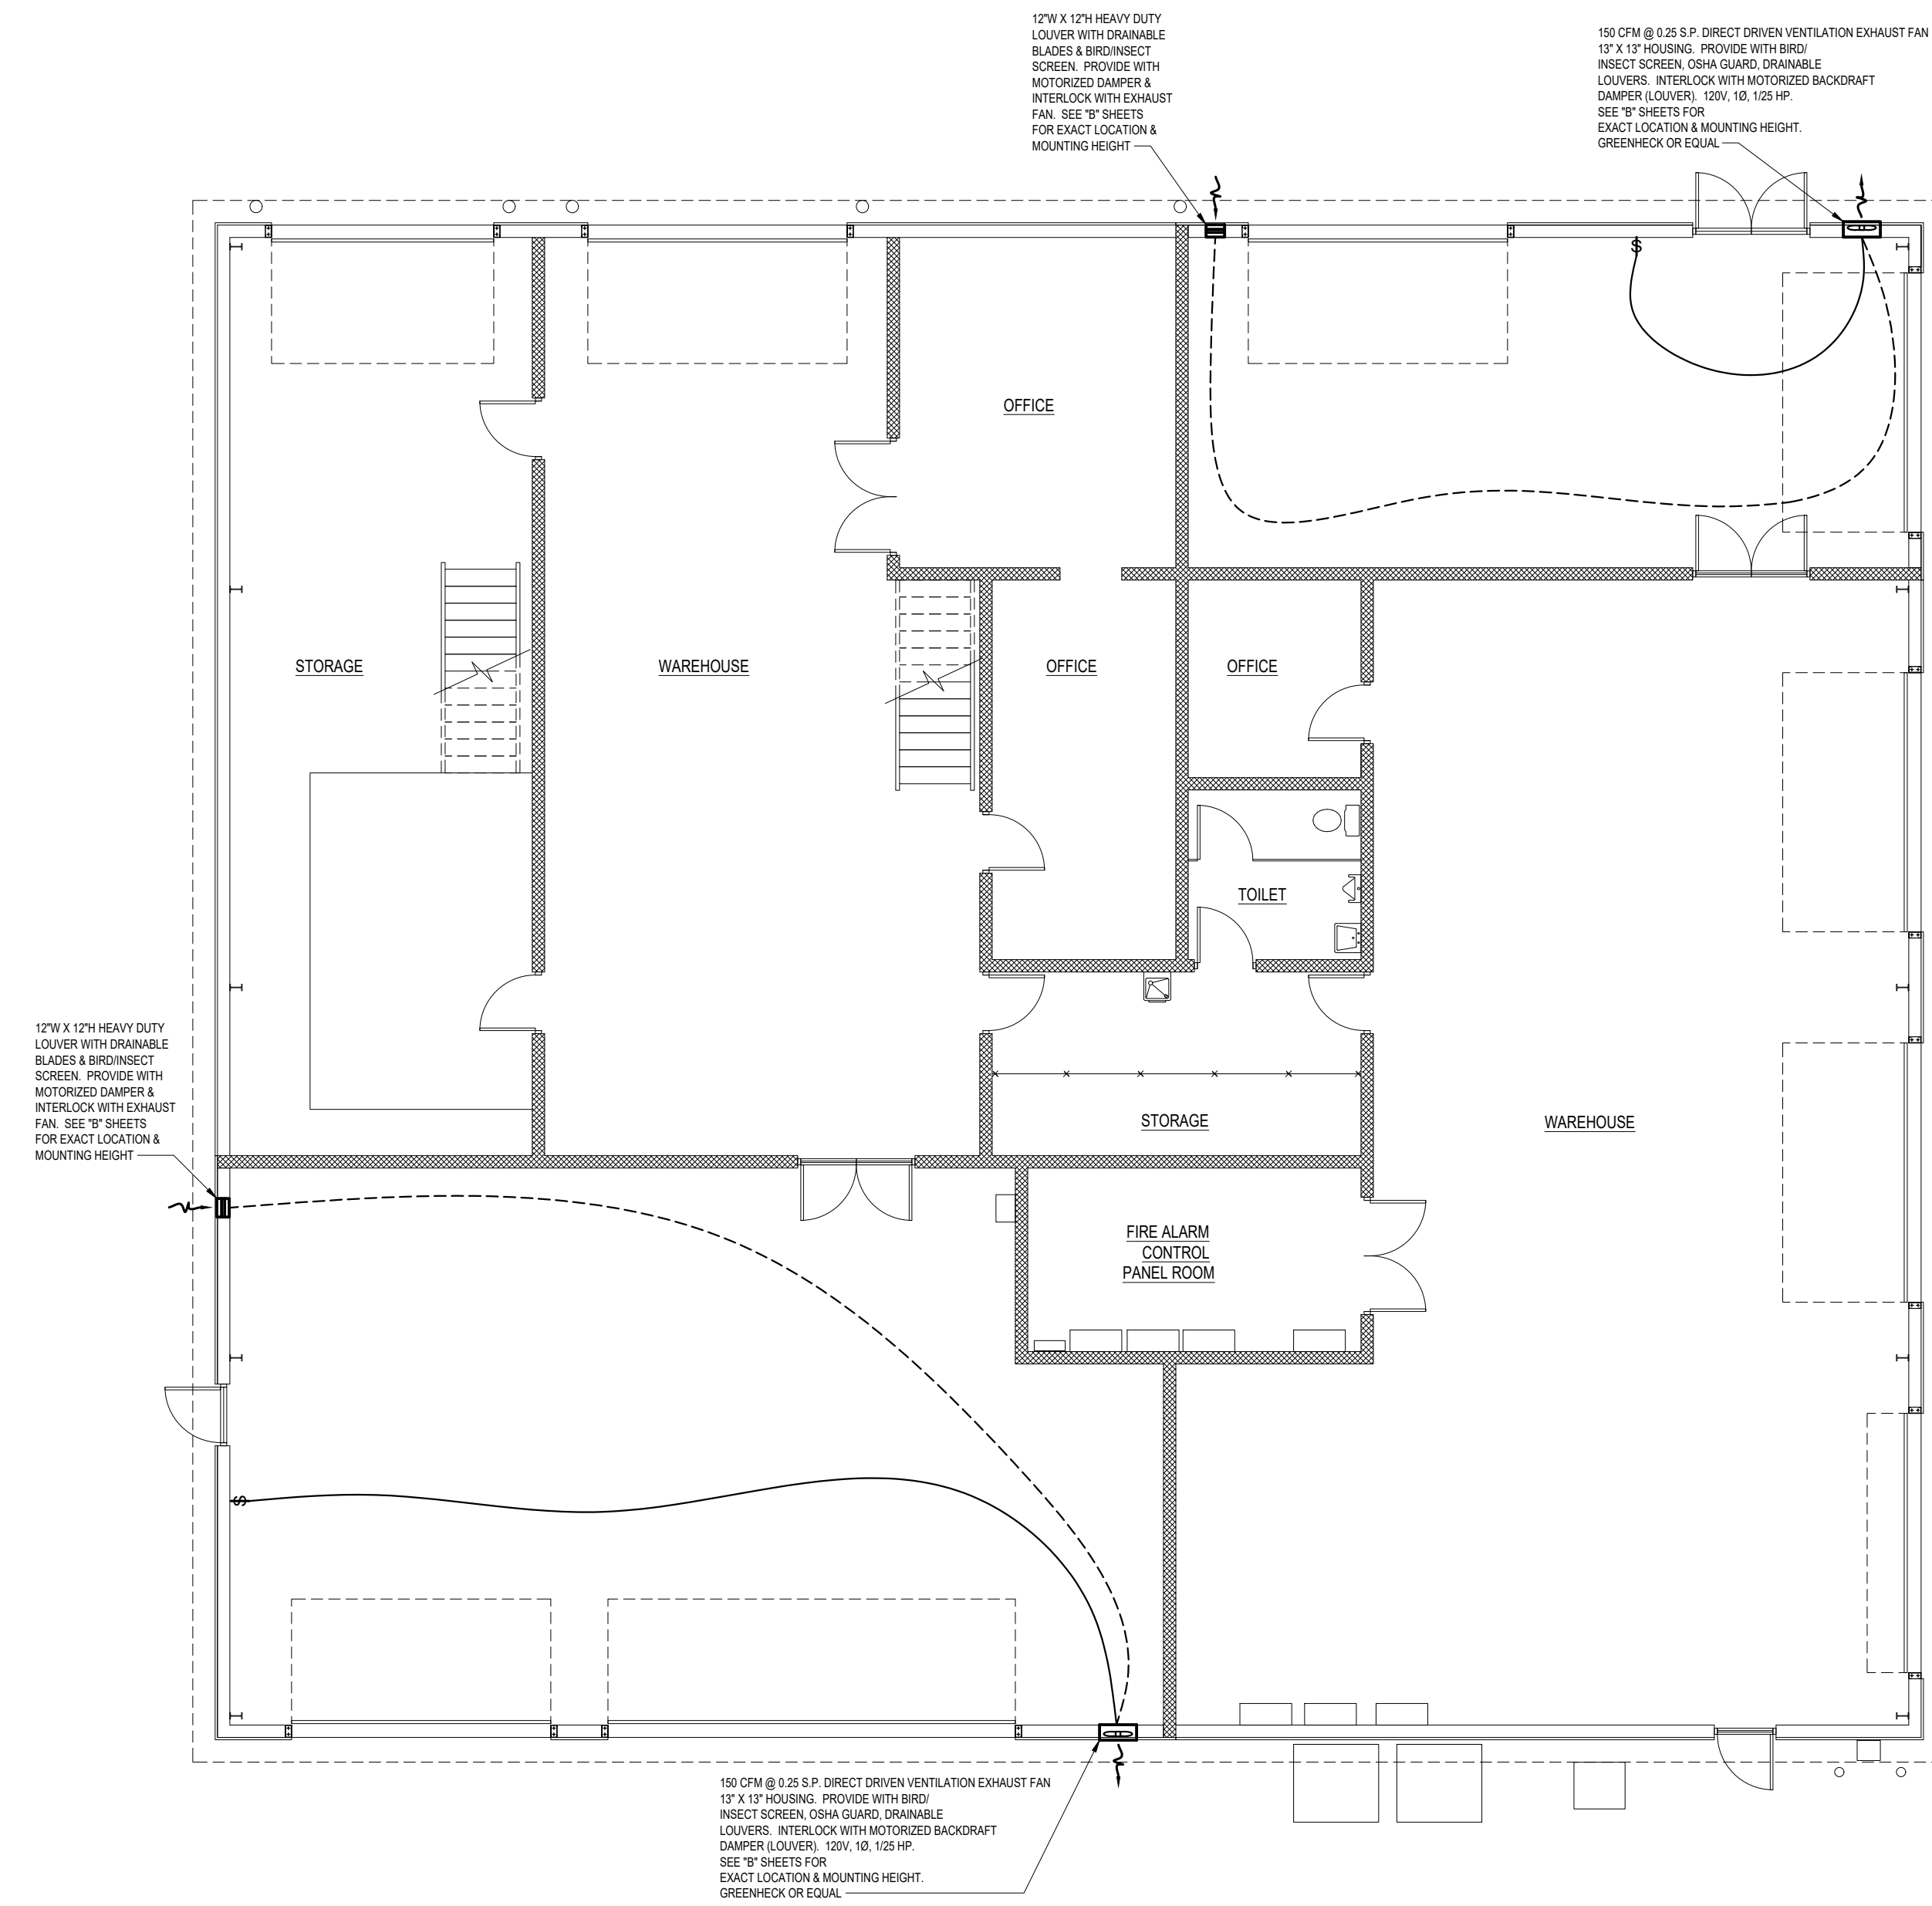 12"W X 12"H HEAVY DUTY
LOUVER WITH DRAINABLE
BLADES & BIRD/INSECT
SCREEN. PROVIDE WITH
MOTORIZED DAMPER &
INTERLOCK WITH EXHAUST
FAN. SEE "B" SHEETS
FOR EXACT LOCATION &
MOUNTING HEIGHT
150 CFM @ 0.25 S.P. DIRECT DRIVEN VENTILATION EXHAUST FAN
13" X 13" HOUSING. PROVIDE WITH BIRD/
INSECT SCREEN, OSHA GUARD, DRAINABLE
LOUVERS. INTERLOCK WITH MOTORIZED BACKDRAFT
DAMPER (LOUVER). 120V, 1Ø, 1/25 HP.
SEE "B" SHEETS FOR
EXACT LOCATION & MOUNTING HEIGHT.
GREENHECK OR EQUAL
$
OFFICE
STORAGE
WAREHOUSE
OFFICE
OFFICE
TOILET
12"W X 12"H HEAVY DUTY
LOUVER WITH DRAINABLE
BLADES & BIRD/INSECT
SCREEN. PROVIDE WITH
MOTORIZED DAMPER &
INTERLOCK WITH EXHAUST
FAN. SEE "B" SHEETS
FOR EXACT LOCATION &
MOUNTING HEIGHT
STORAGE
WAREHOUSE
FIRE ALARM
CONTROL
PANEL ROOM
$
150 CFM @ 0.25 S.P. DIRECT DRIVEN VENTILATION EXHAUST FAN
13" X 13" HOUSING. PROVIDE WITH BIRD/
INSECT SCREEN, OSHA GUARD, DRAINABLE
LOUVERS. INTERLOCK WITH MOTORIZED BACKDRAFT
DAMPER (LOUVER). 120V, 1Ø, 1/25 HP.
SEE "B" SHEETS FOR
EXACT LOCATION & MOUNTING HEIGHT.
GREENHECK OR EQUAL